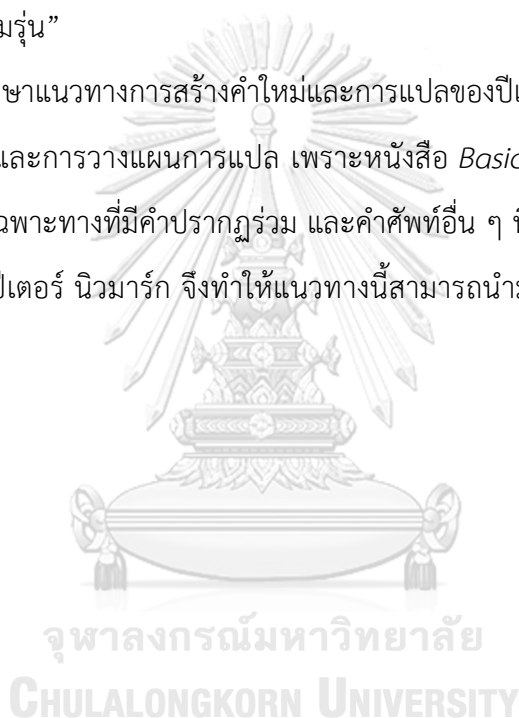 มรุ่น”
ษาแนวทางการสร้างคำใหม่และการแปลของปี
และการวางแผนการแปล เพราะหนังสือ Basic
ฉพาะทางที่มีคำปรากฏร่วม และคำศัพท์อื่น ๆ
ปีเตอร์ นิวมาร์ก จึงทำให้แนวทางนี้สามารถนำ
จุฬาลงกรณ์มหาวิทยาลัย
CHULALONGKORN UNIVERSITY